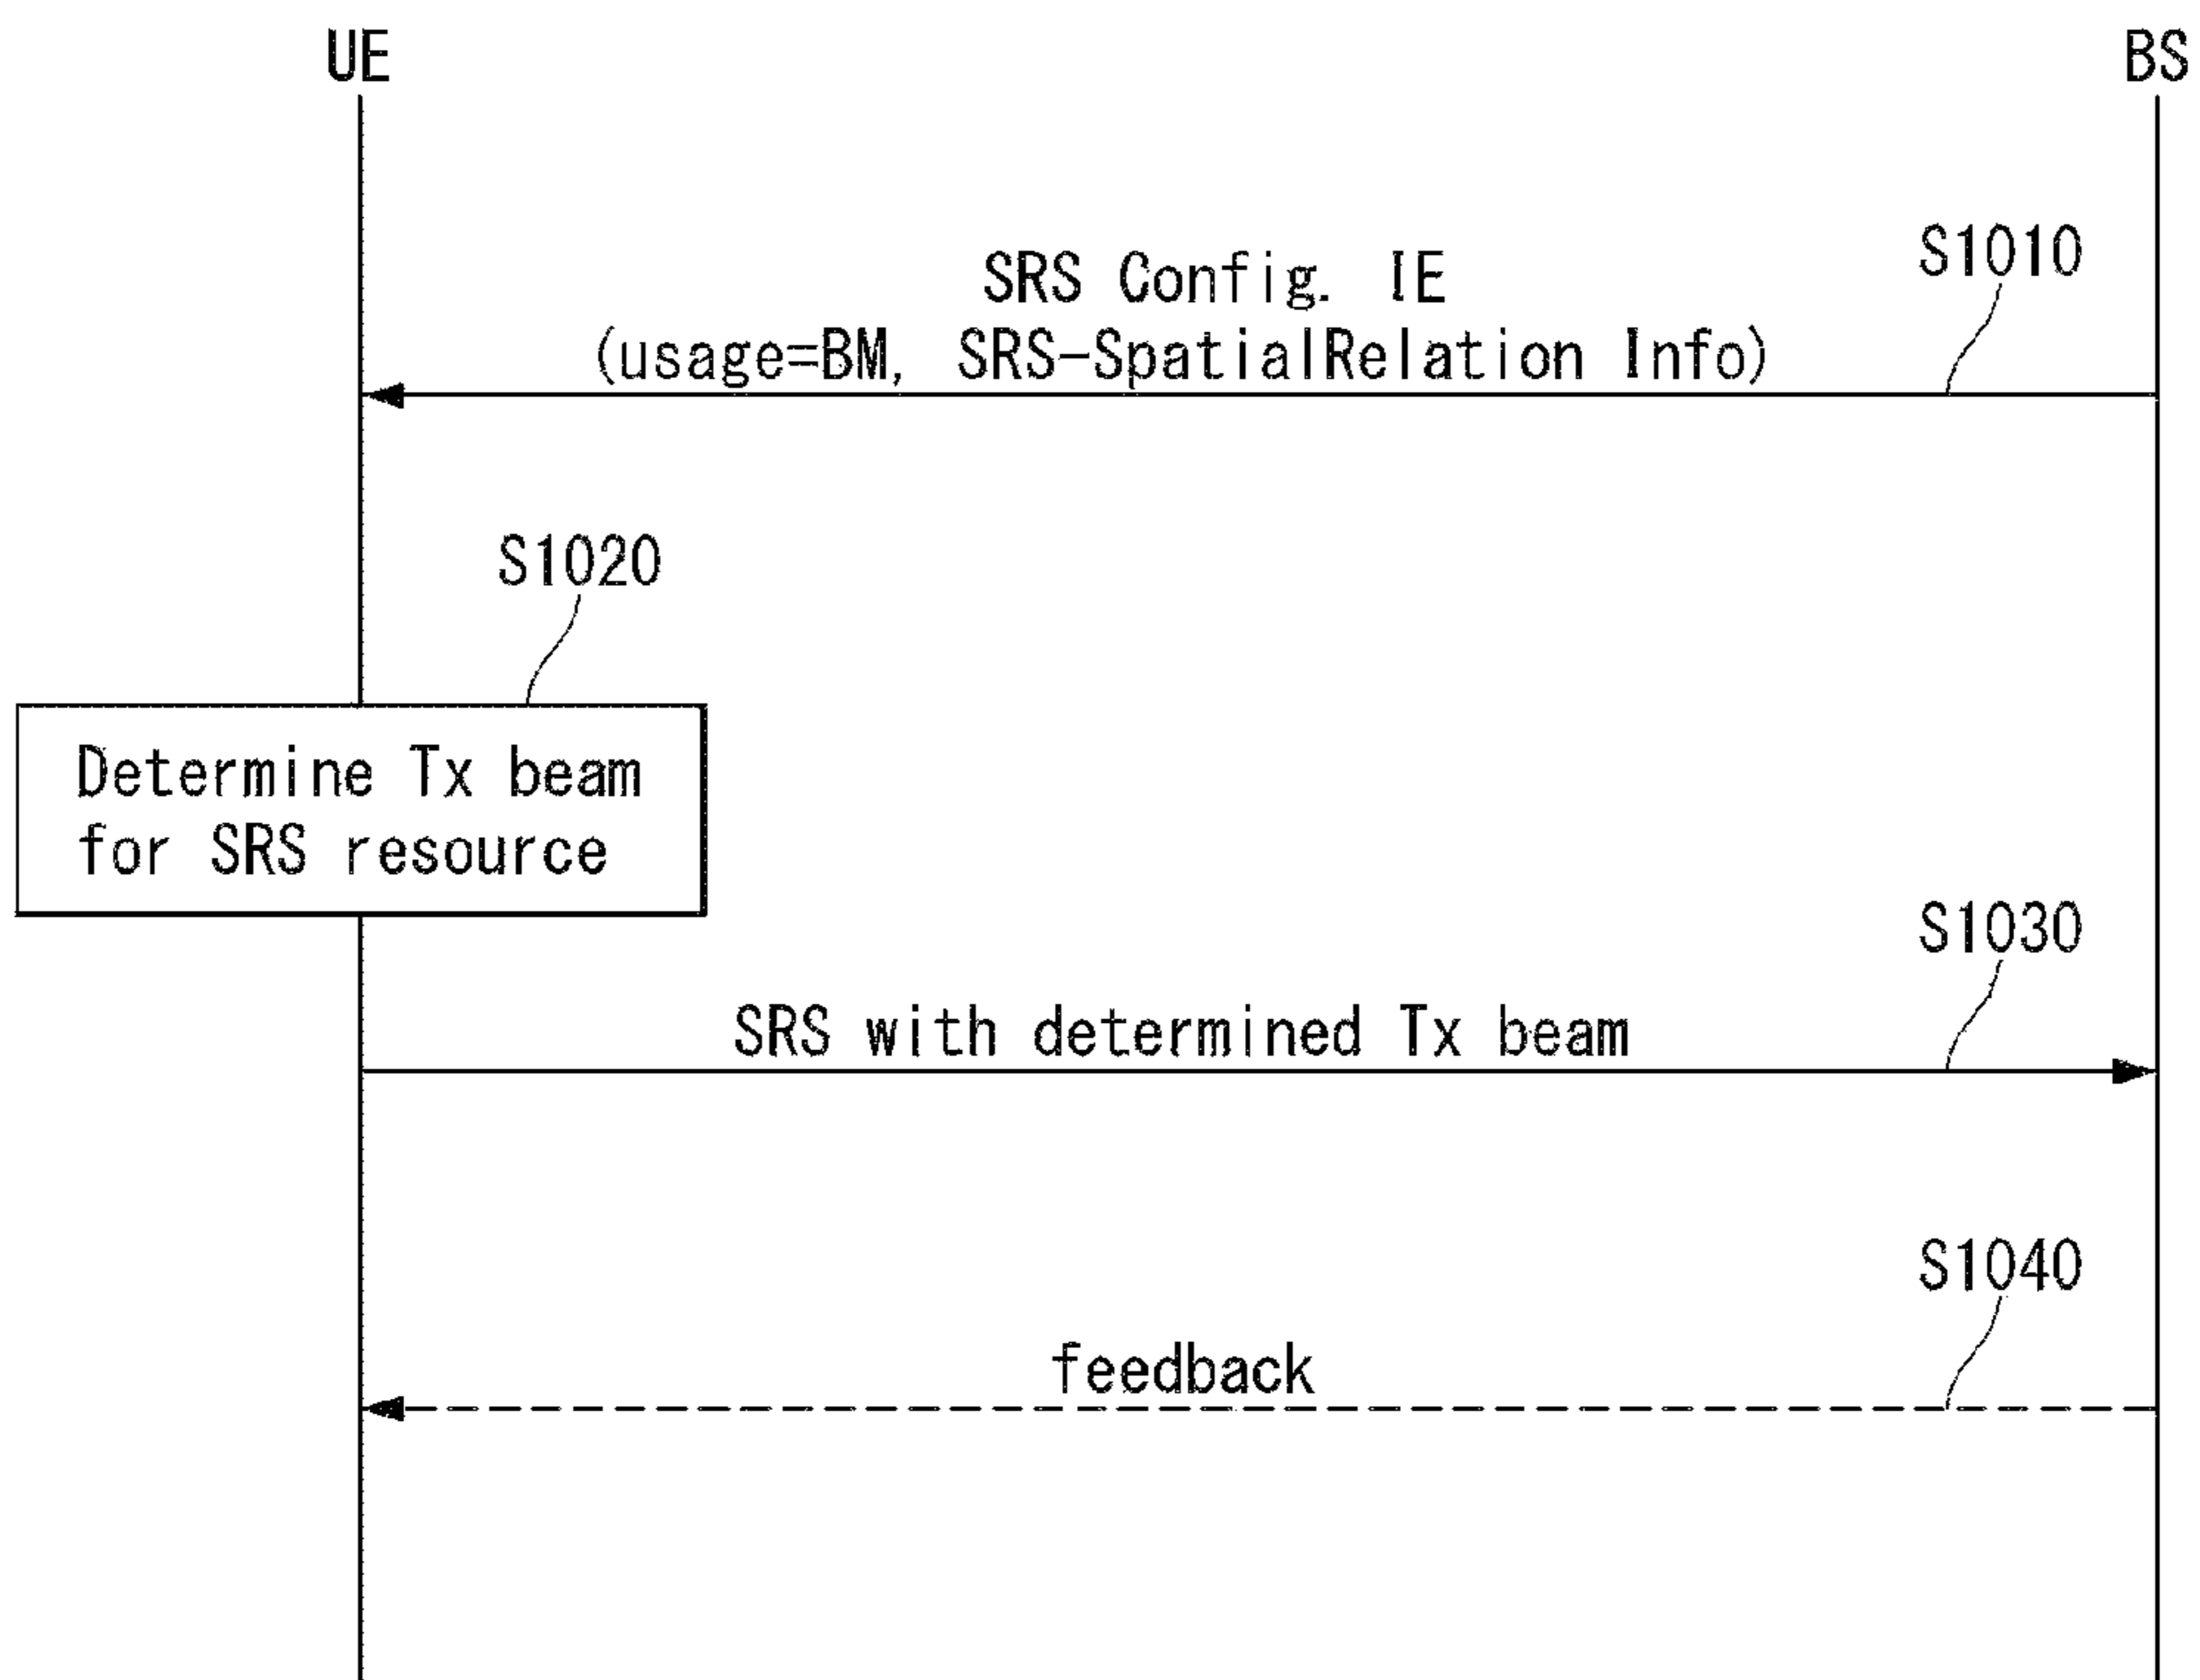 UE
BS
S1010
SRS Config. IE
(usage=BM, SRS-SpatialRelation Info)
S1020
Determine Tx beam
for SRS resource
S1030
SRS with determined Tx beam
S1040
feedback